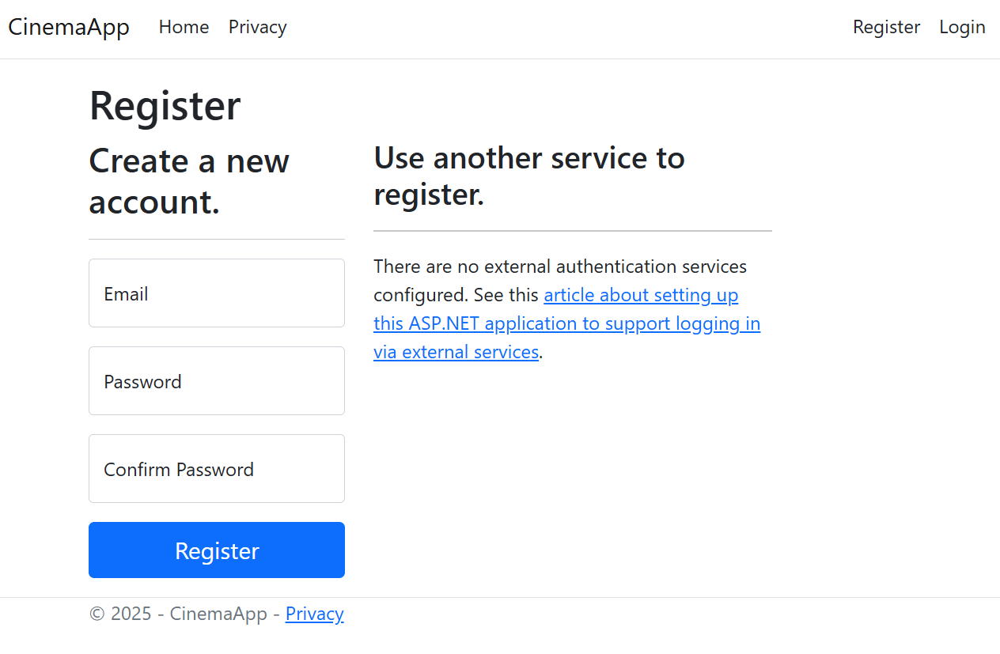 CinemaApp Home Privacy Register Login
Register
Create a new
account.
Email
Password
Confirm Password
Register
Use another service to
register.
There are no external authentication services
configured. See this article about setting up
this ASP.NET application to support logging in
via external services.
© 2025 - CinemaApp - Privacy